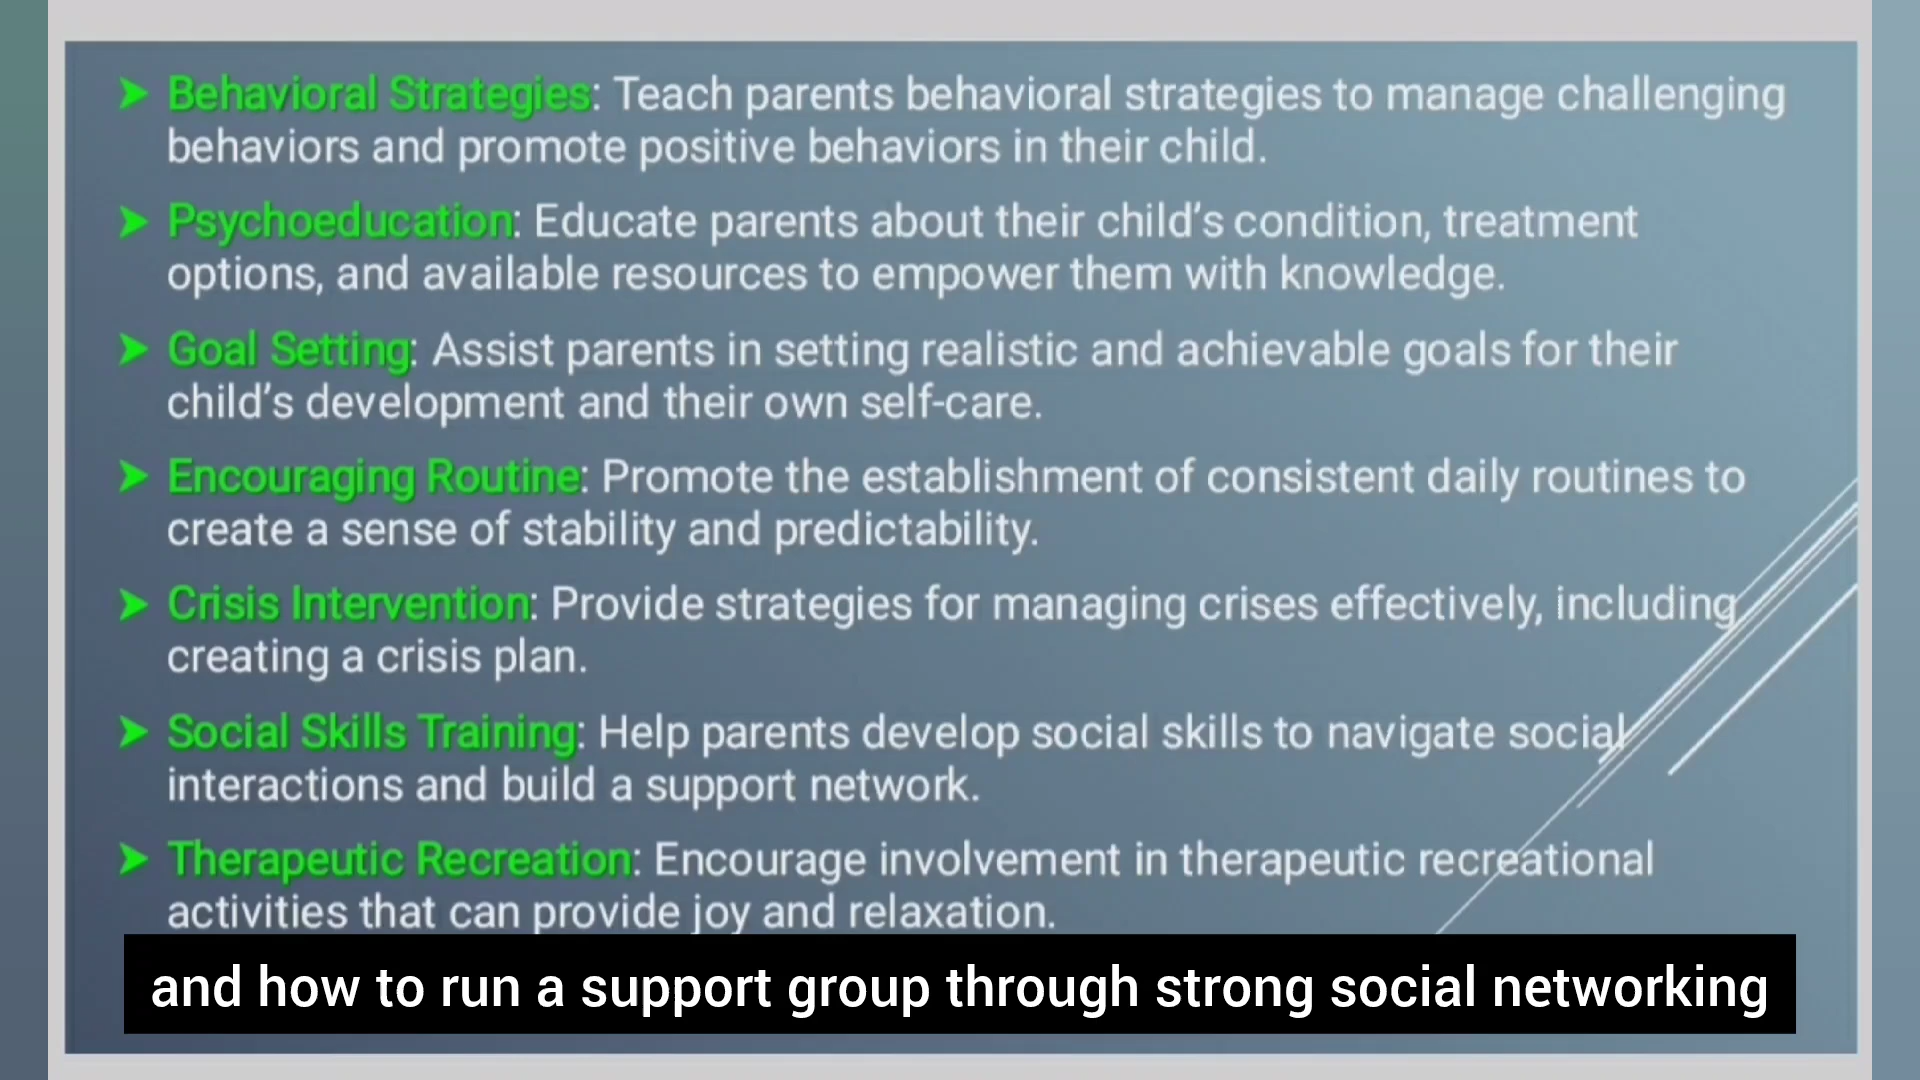 ➤ Behavioral Strategies: Teach parents behavioral strategies to manage challenging
behaviors and promote positive behaviors in their child.
➤ Psychoeducation: Educate parents about their child’s condition, treatment
options, and available resources to empower them with knowledge.
➤ Goal Setting: Assist parents in setting realistic and achievable goals for their
child’s development and their own self-care.
➤ Encouraging Routine: Promote the establishment of consistent daily routines to
create a sense of stability and predictability.
➤ Crisis Intervention: Provide strategies for managing crises effectively, including
creating a crisis plan.
➤ Social Skills Training: Help parents develop social skills to navigate social
interactions and build a support network.
➤ Therapeutic Recreation: Encourage involvement in therapeutic recreational
activities that can provide joy and relaxation.
and how to run a support group through strong social networking